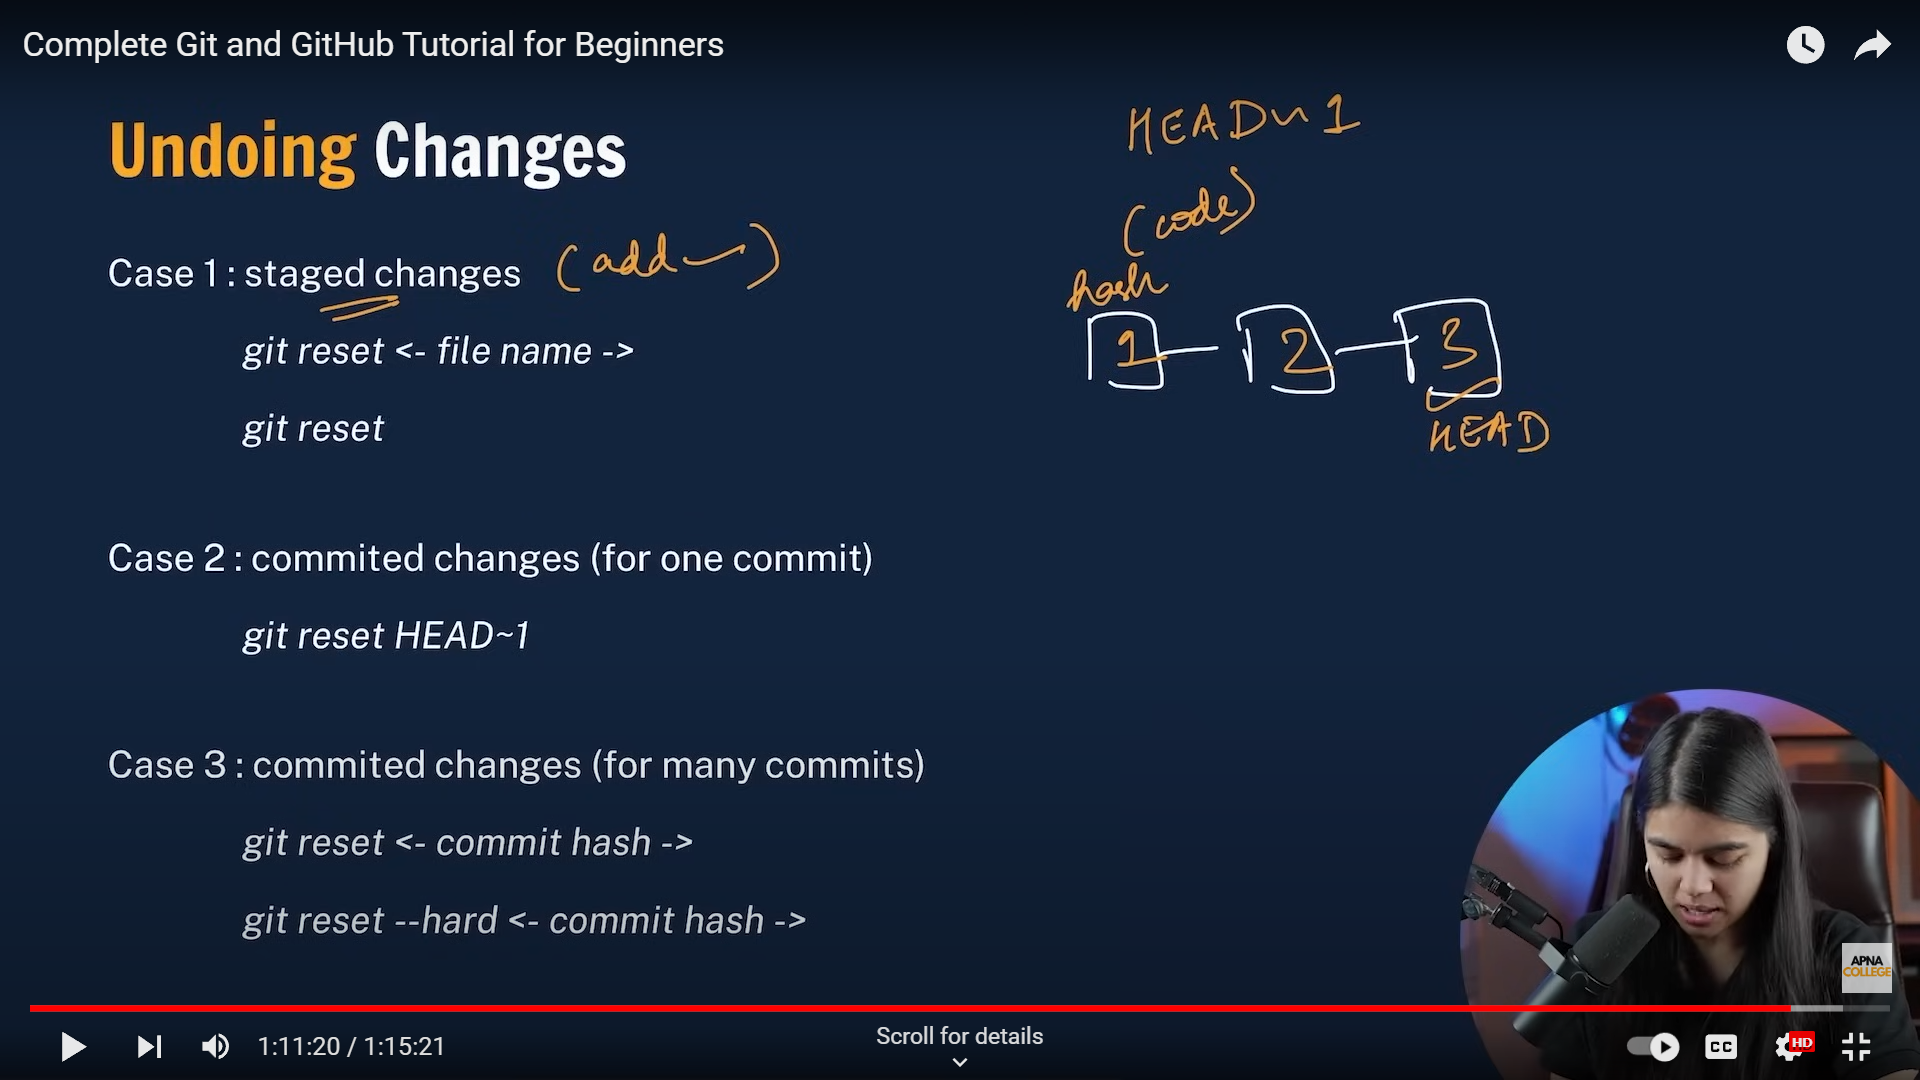 Complete Git and GitHub Tutorial for Beginners
Undoing Changes
HEAD~1
(code)
Case 1 : staged changes (add
hash
1 2 3
HEAD
git reset <- file name ->
git reset
Case 2 : commited changes (for one commit)
git reset HEAD~1
Case 3 : commited changes (for many commits)
git reset <- commit hash ->
git reset --hard <- commit hash ->
APNA
COLLEGE
1:11:20 / 1:15:21
Scroll for details
CC
HD